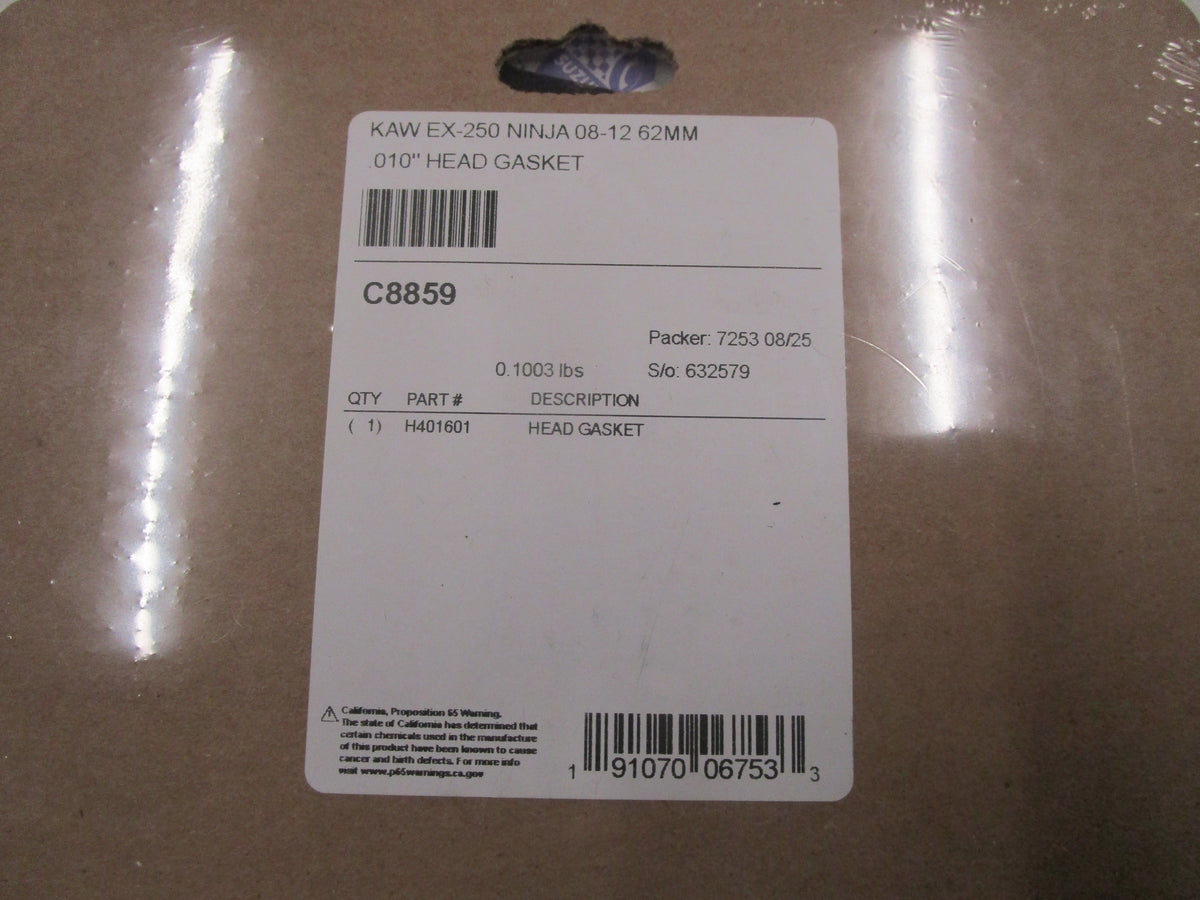 KAW EX-250 NINJA 08-12 62MM
.010" HEAD GASKET
C8859
Packer: 7253 08/25
0.1003 lbs S/o: 632579
QTY PART # DESCRIPTION
( 1) H401601 HEAD GASKET
California, Proposition 65 Warning.
The state of California has determined that
certain chemicals used in the manufacture
of this product have been known to cause
cancer and birth defects. For more info
visit www.p65warnings.ca.gov
1 91070 06753 3